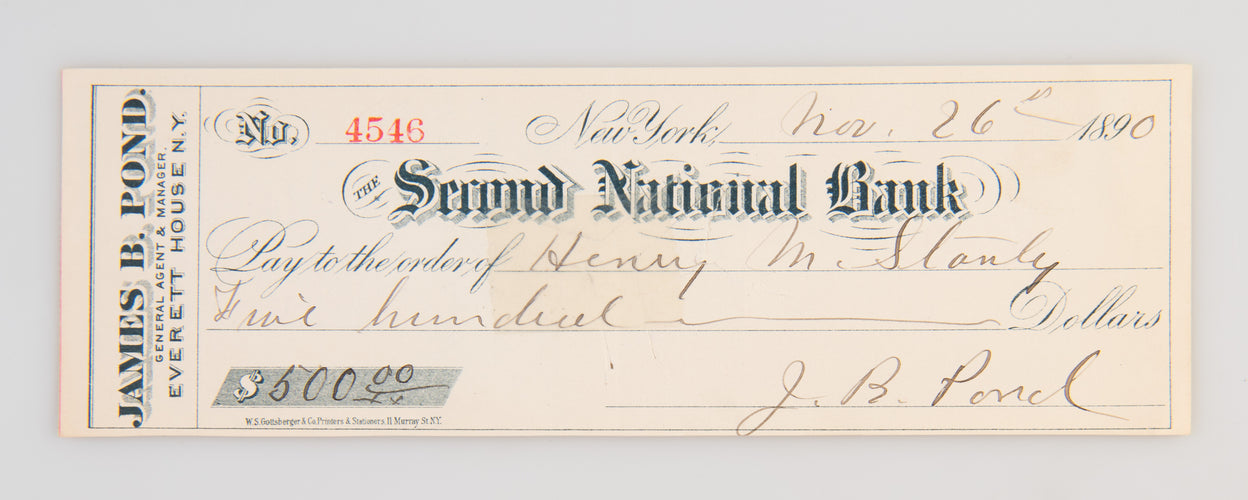 JAMES B. POND.
GENERAL AGENT & MANAGER.
EVERETT HOUSE N.Y.
No. 4546 New York, Nov. 26th 1890
THE Second National Bank
Pay to the order of Henry M. Stanly
Five hundred Dollars
$500 00/xx
J. B. Pond
W.S. Gottsberger & Co. Printers & Stationers, 11 Murray St. N.Y.